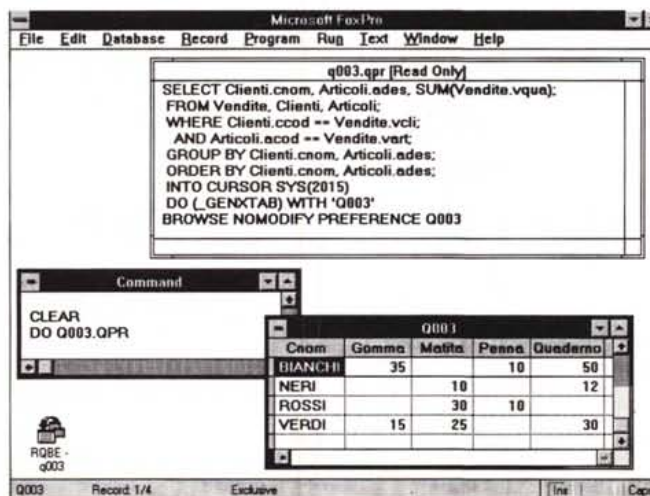 Microsoft FoxPro
File Edit Database Record Program Run Text Window Help
q003.qpr [Read Only]
SELECT Clienti.cnom, Articoli.ades, SUM(Vendite.vqua);
FROM Vendite, Clienti, Articoli;
WHERE Clienti.ccod == Vendite.vcli;
AND Articoli.acod == Vendite.vart;
GROUP BY Clienti.cnom, Articoli.ades;
ORDER BY Clienti.cnom, Articoli.ades;
INTO CURSOR SYS(2015)
DO (_GENXTAB) WITH 'Q003'
BROWSE NOMODIFY PREFERENCE Q003
Command
CLEAR
DO Q003.QPR
Q003
Cnom Gomma Matita Penna Quaderno
BIANCHI 35 10 50
NERI 10 12
ROSSI 30 10
VERDI 15 25 30
RQBE -
q003
Q003 Record: 1/4 Exclusive Ins Cap